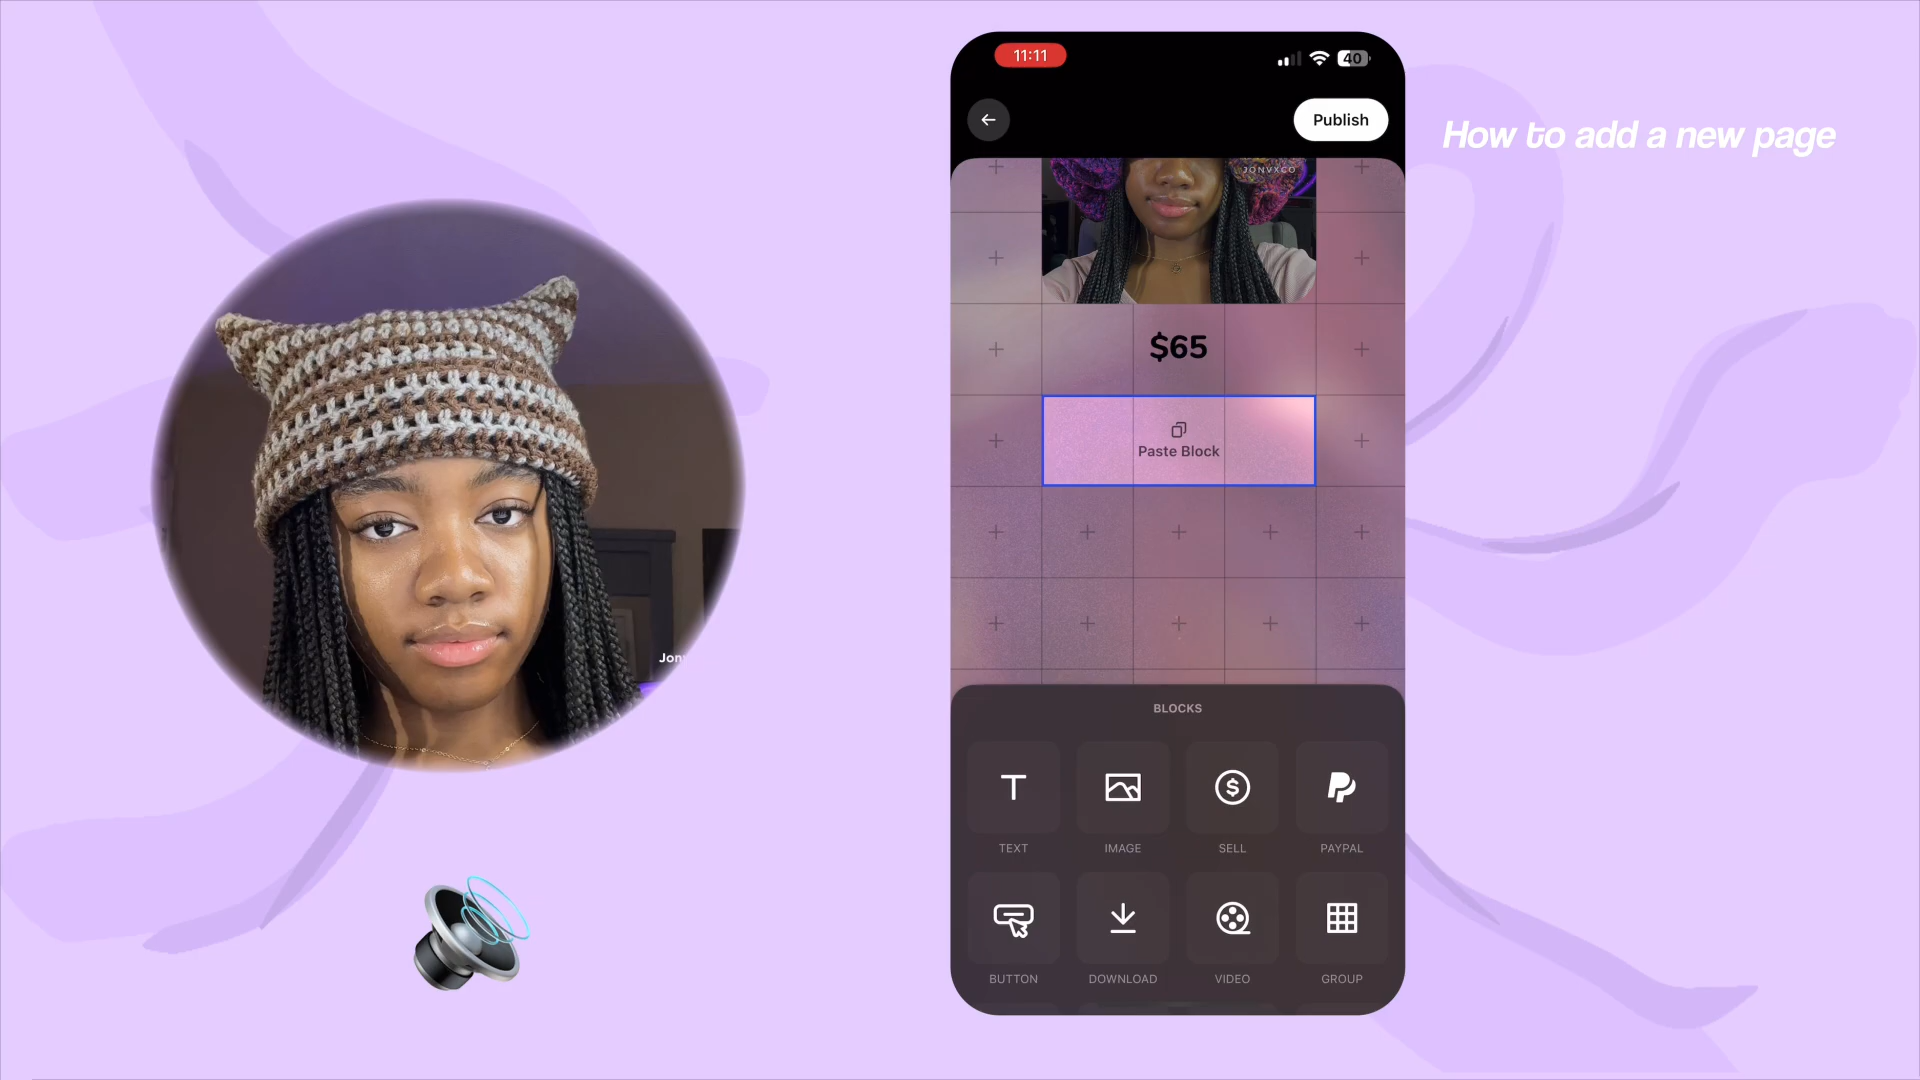 11:11
40
Publish
How to add a new page
JONVXCO
$65
Paste Block
BLOCKS
TEXT
IMAGE
SELL
PAYPAL
BUTTON
DOWNLOAD
VIDEO
GROUP